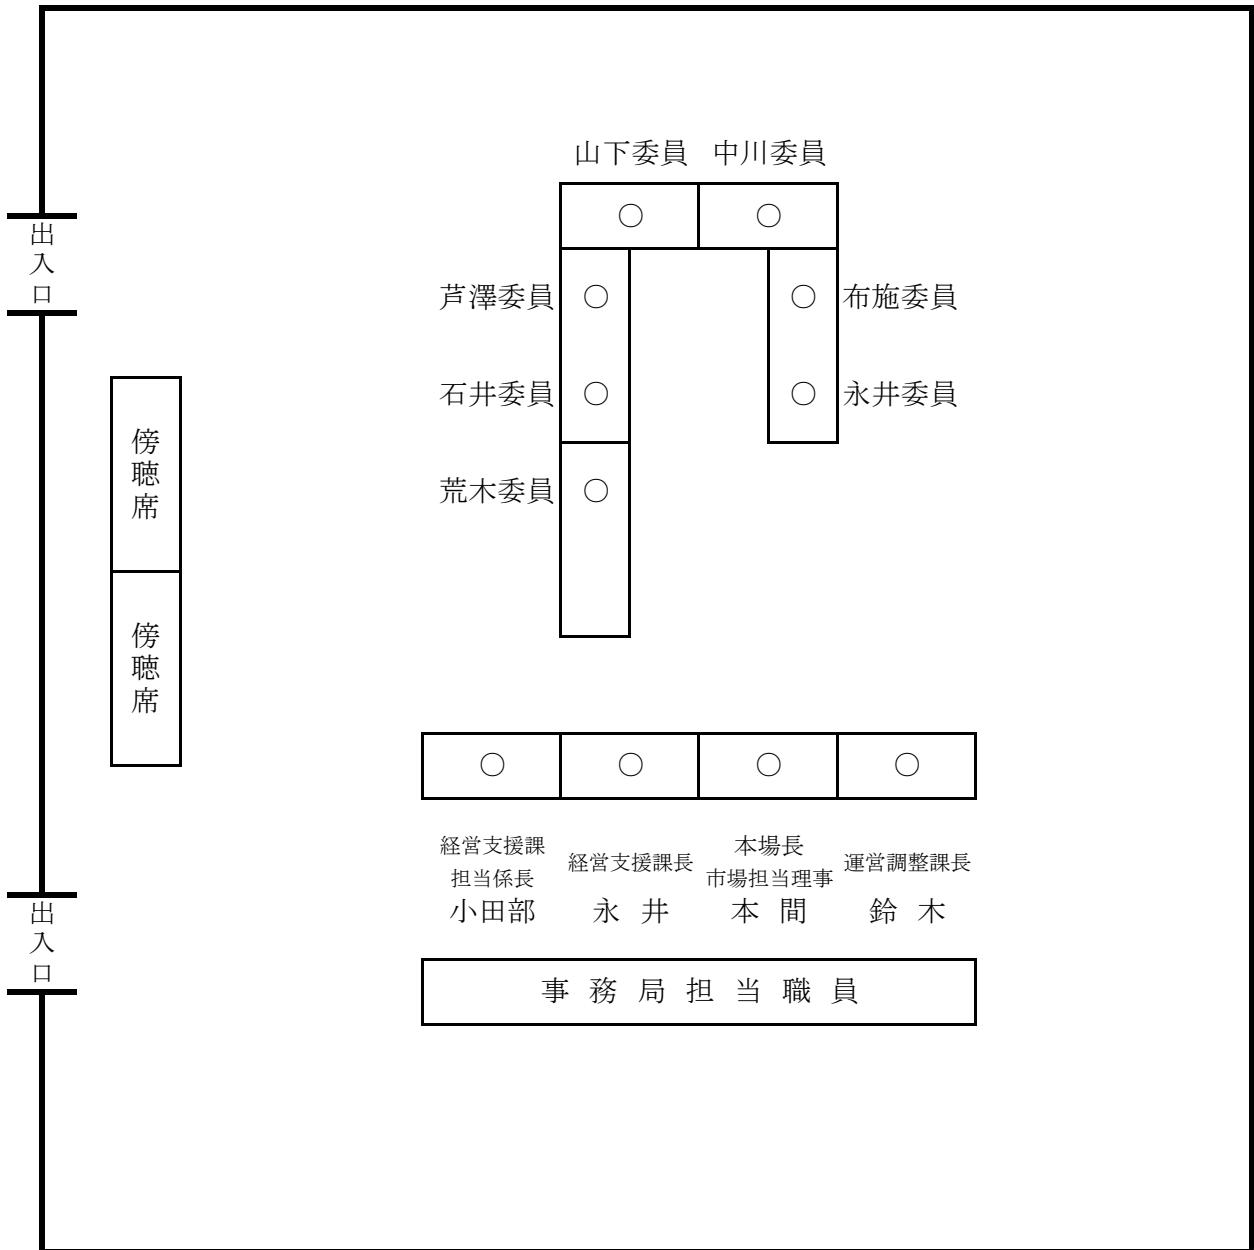 山下委員 中川委員
○ ○
出入口
芦澤委員 ○ ○ 布施委員
石井委員 ○ ○ 永井委員
傍聴席
荒木委員 ○
傍聴席
○ ○ ○ ○
経営支援課
担当係長
小田部
経営支援課長
永 井
本場長
市場担当理事
本 間
運営調整課長
鈴 木
出入口
事 務 局 担 当 職 員